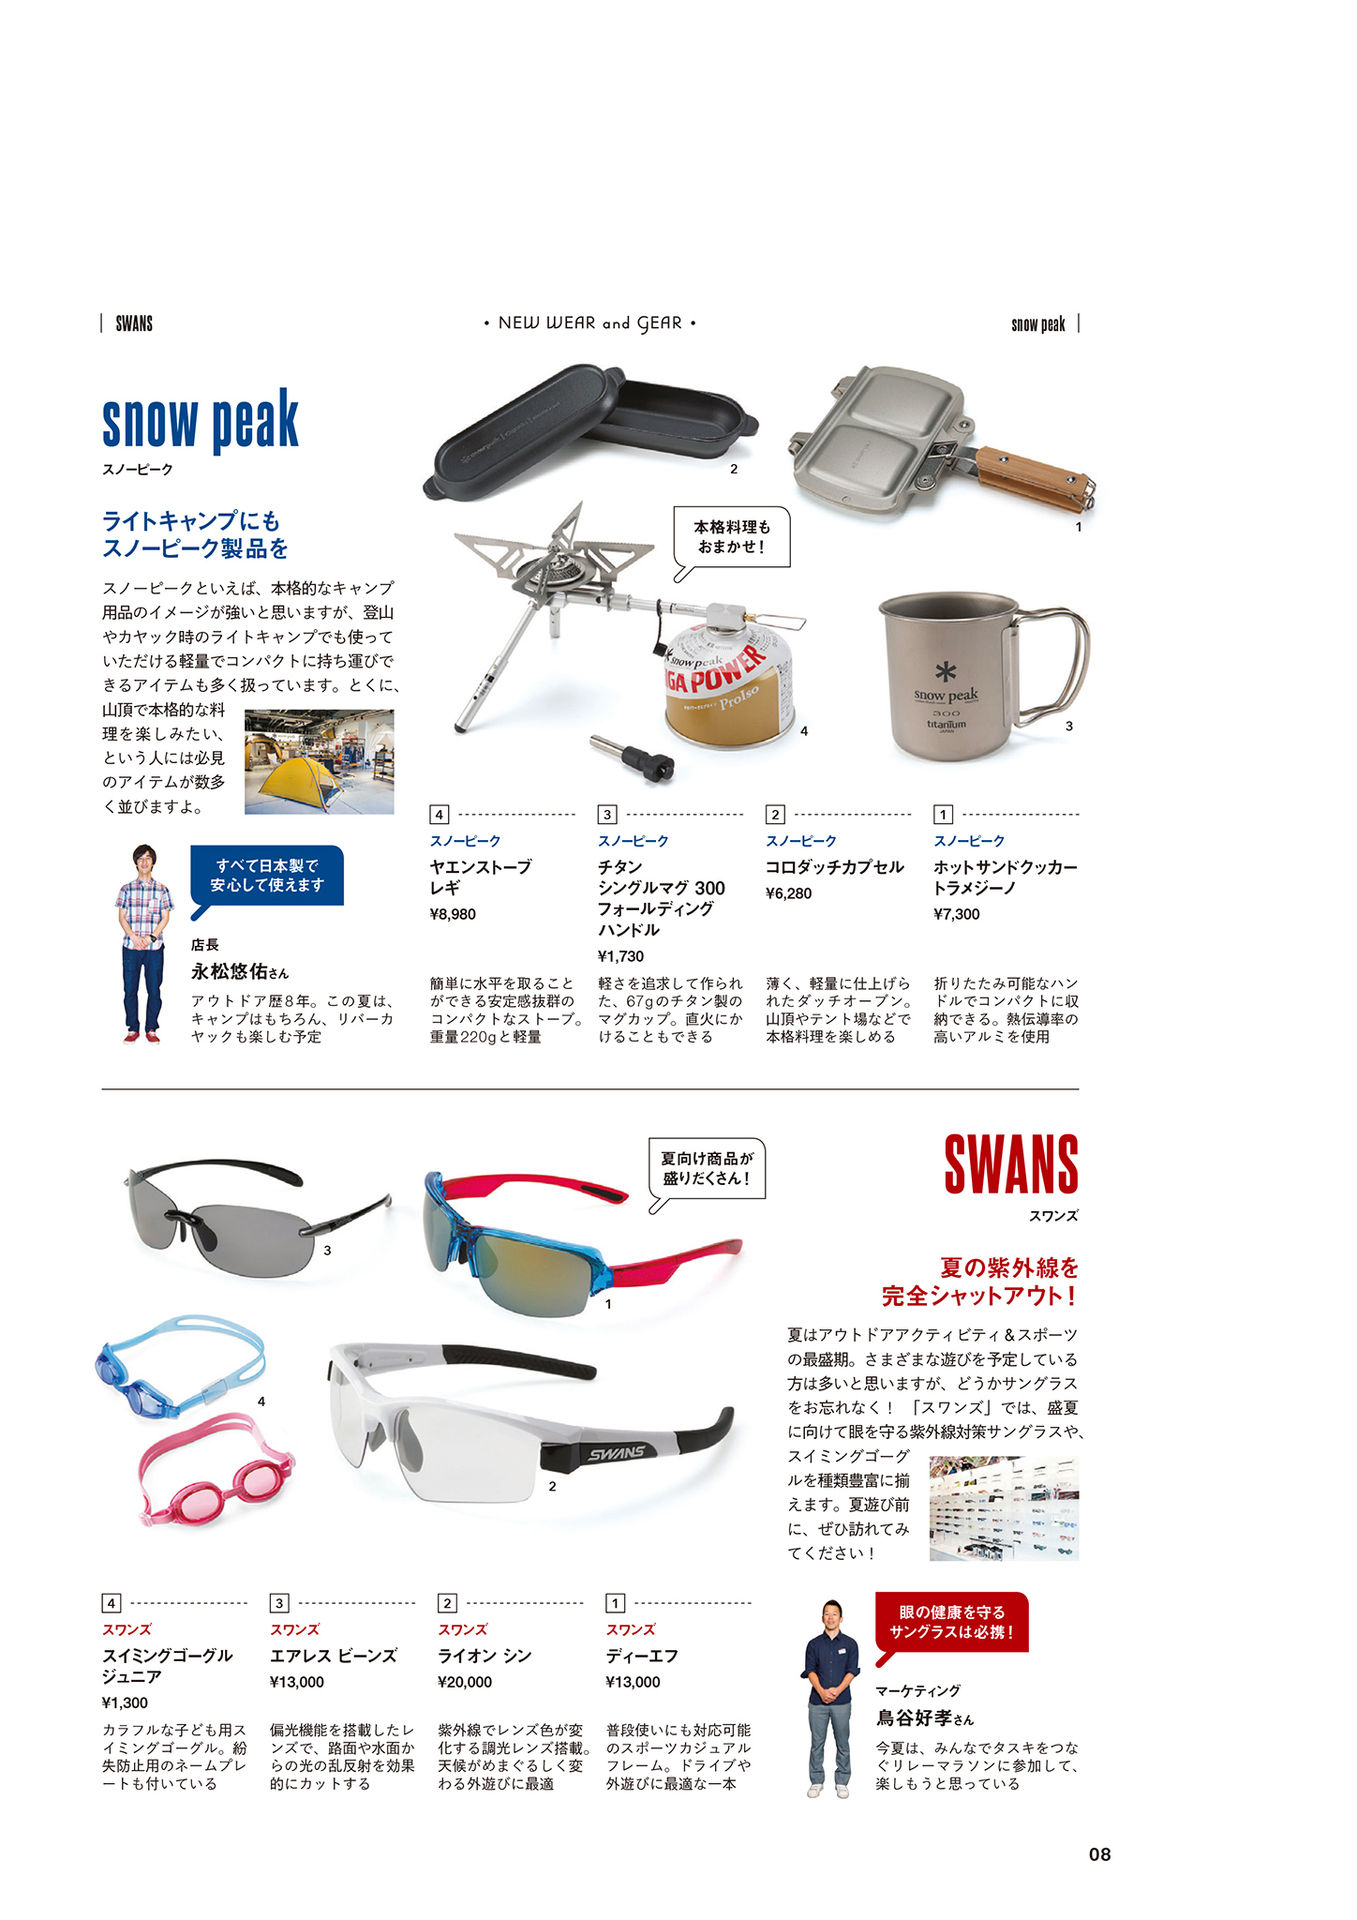 SWANS
• NEW WEAR and GEAR •
snow peak
snow peak
スノーピーク
ライトキャンプにも
スノーピーク製品を
スノーピークといえば、本格的なキャンプ
用品のイメージが強いと思いますが、登山
やカヤック時のライトキャンプでも使って
いただける軽量でコンパクトに持ち運びで
きるアイテムも多く扱っています。とくに、
山頂で本格的な料
理を楽しみたい、
という人には必見
のアイテムが数多
く並びますよ。
すべて日本製で
安心して使えます
店長
永松悠佑さん
アウトドア歴8年。この夏は、
キャンプはもちろん、リバーカ
ヤックも楽しむ予定
2
1
本格料理も
おまかせ！
snow peak
GIGA POWER
ProIso
4
snow peak
300
titanium
JAPAN
3
1
スノーピーク
ホットサンドクッカー
トラメジーノ
¥7,300
折りたたみ可能なハン
ドルでコンパクトに収
納できる。熱伝導率の
高いアルミを使用
2
スノーピーク
コロダッチカプセル
¥6,280
薄く、軽量に仕上げら
れたダッチオーブン。
山頂やテント場などで
本格料理を楽しめる
3
スノーピーク
チタン
シングルマグ 300
フォールディング
ハンドル
¥1,730
軽さを追求して作られ
た、67gのチタン製の
マグカップ。直火にか
けることもできる
4
スノーピーク
ヤエンストーブ
レギ
¥8,980
簡単に水平を取ること
ができる安定感抜群の
コンパクトなストーブ。
重量220gと軽量
SWANS
スワンズ
夏の紫外線を
完全シャットアウト！
夏はアウトドアアクティビティ＆スポーツ
の最盛期。さまざまな遊びを予定している
方は多いと思いますが、どうかサングラス
をお忘れなく！ 「スワンズ」では、盛夏
に向けて眼を守る紫外線対策サングラスや、
スイミングゴーグ
ルを種類豊富に揃
えます。夏遊び前
に、ぜひ訪れてみ
てください！
眼の健康を守る
サングラスは必携！
マーケティング
鳥谷好孝さん
今夏は、みんなでタスキをつな
ぐリレーマラソンに参加して、
楽しもうと思っている
夏向け商品が
盛りだくさん！
3
1
4
SWANS
2
1
スワンズ
ディーエフ
¥13,000
普段使いにも対応可能
のスポーツカジュアル
フレーム。ドライブや
外遊びに最適な一本
2
スワンズ
ライオン シン
¥20,000
紫外線でレンズ色が変
化する調光レンズ搭載。
天候がめまぐるしく変
わる外遊びに最適
3
スワンズ
エアレス ビーンズ
¥13,000
偏光機能を搭載したレ
ンズで、路面や水面か
らの光の乱反射を効果
的にカットする
4
スワンズ
スイミングゴーグル
ジュニア
¥1,300
カラフルな子ども用ス
イミングゴーグル。紛
失防止用のネームプレ
ートも付いている
08